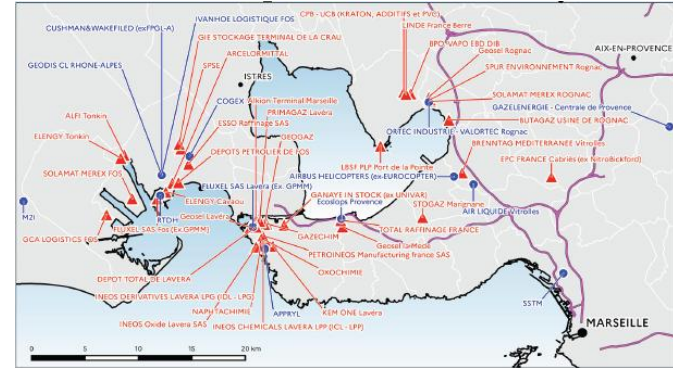 CPB - UCB (KRATON, ADDITIFS et PVC)
IVANHOE LOGISTIQUE FOS
LINDE France Berre
CUSHMAN&WAKEFILED (exFPGL-A)
GIE STOCKAGE TERMINAL DE LA CRAU
BPO VAPO EBD DIB
ARCELORMITTAL
Geosel Rognac
AIX-EN-PROVENCE
GEODIS CL RHONE-ALPES
SPSE
SPUR ENVIRONNEMENT Rognac
ISTRES
COGEX
Alkion Terminal Marseille
SOLAMAT MEREX ROGNAC
PRIMAGAZ Lavéra
GAZELENERGIE - Centrale de Provence
ALFI Tonkin
ESSO Raffinage SAS
GEOGAZ
BUTAGAZ USINE DE ROGNAC
ORTEC INDUSTRIE - VALORTEC Rognac
ELENGY Tonkin
DEPOTS PETROLIER DE FOS
BRENNTAG MEDITERRANEE Vitrolles
LBSF PLP Port de la Pointe
EPC FRANCE Cabriès (ex NitroBickford)
SOLAMAT MEREX FOS
AIRBUS HELICOPTERS (ex EUROCOPTER)
FLUXEL SAS Lavera (Ex. GPMM)
GANAYE IN STOCK (ex UNIVAR)
ELENGY Cavaou
Ecoslops Provence
STOGAZ Marignane
AIR LIQUIDE Vitrolles
M2I
RTDH
Geosel Lavéra
FLUXEL SAS Fos (Ex.GPMM)
TOTAL RAFFINAGE FRANCE
GCA LOGISTICS FOS
GAZECHIM
Geosel la Mède
PETROINEOS Manufacturing france SAS
DEPOT TOTAL DE LAVERA
OXOCHIMIE
INEOS DERIVATIVES LAVERA LPG (IDL - LPG)
SSTM
NAPHTACHIMIE
APPRYL
KEM ONE Lavéra
INEOS Oxide Lavera SAS
INEOS CHEMICALS LAVERA LPP (ICL - LPP)
MARSEILLE
0 5 10 15 20 km